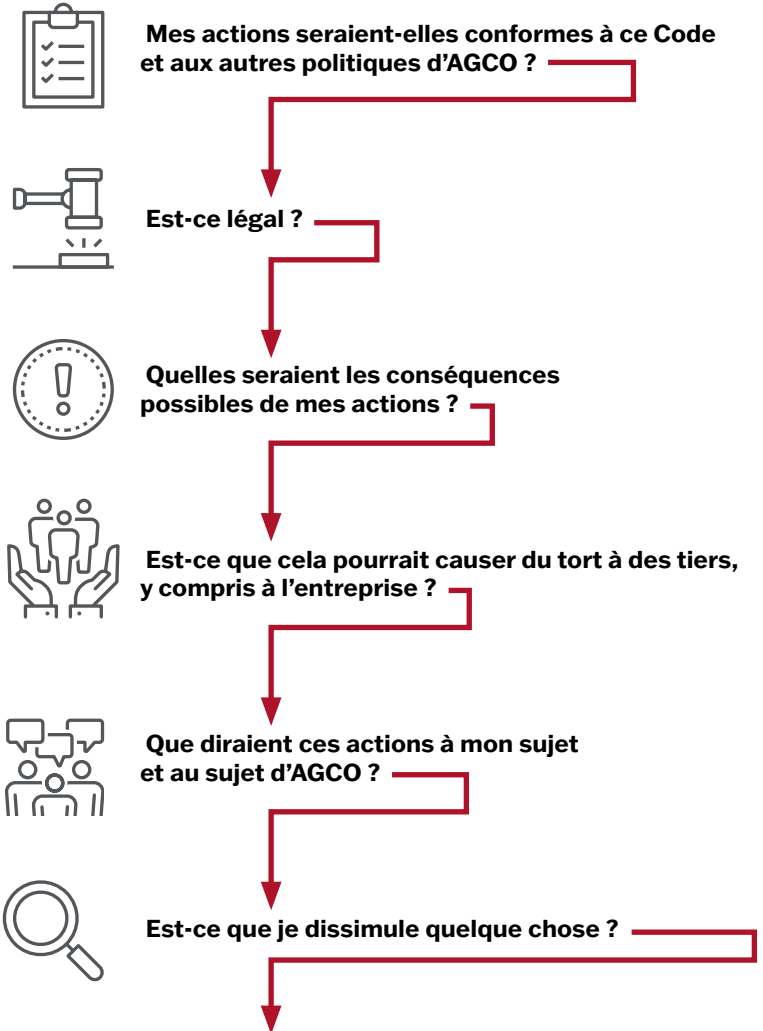 Mes actions seraient-elles conformes à ce Code
et aux autres politiques d’AGCO ?
Est-ce légal ?
Quelles seraient les conséquences
possibles de mes actions ?
Est-ce que cela pourrait causer du tort à des tiers,
y compris à l’entreprise ?
Que diraient ces actions à mon sujet
et au sujet d’AGCO ?
Est-ce que je dissimule quelque chose ?